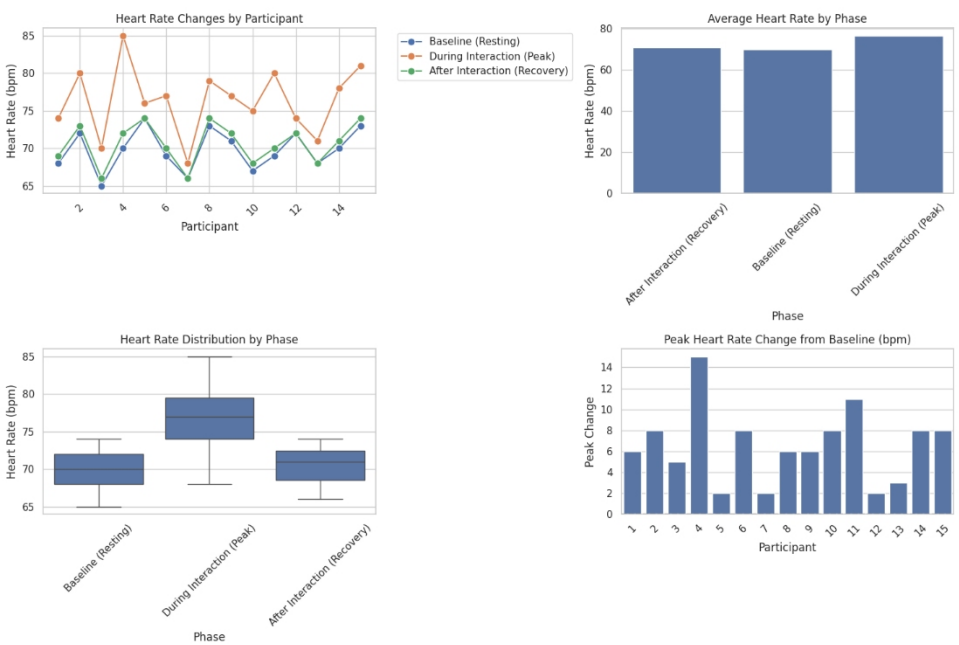 Heart Rate Changes by Participant
Heart Rate (bpm)
85
80
75
70
65
2
4
6
8
10
12
14
Participant
Baseline (Resting)
During Interaction (Peak)
After Interaction (Recovery)
Average Heart Rate by Phase
Heart Rate (bpm)
80
60
40
20
0
After Interaction (Recovery)
Baseline (Resting)
During Interaction (Peak)
Phase
Heart Rate Distribution by Phase
Heart Rate (bpm)
85
80
75
70
65
Baseline (Resting)
During Interaction (Peak)
After Interaction (Recovery)
Phase
Peak Heart Rate Change from Baseline (bpm)
Peak Change
14
12
10
8
6
4
2
0
1
2
3
4
5
6
7
8
9
10
11
12
13
14
15
Participant